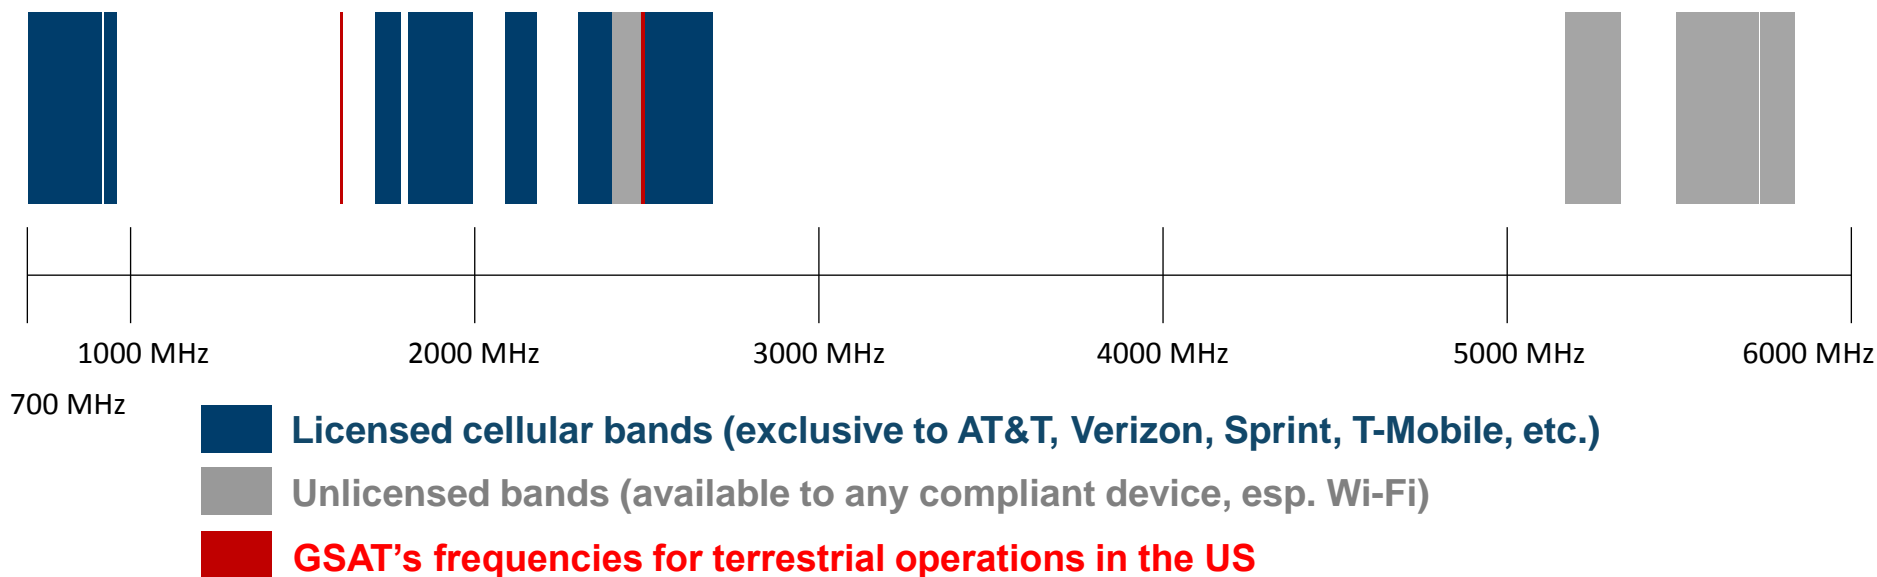 1000 MHz
2000 MHz
3000 MHz
4000 MHz
5000 MHz
6000 MHz
700 MHz
Licensed cellular bands (exclusive to AT&T, Verizon, Sprint, T-Mobile, etc.)
Unlicensed bands (available to any compliant device, esp. Wi-Fi)
GSAT’s frequencies for terrestrial operations in the US